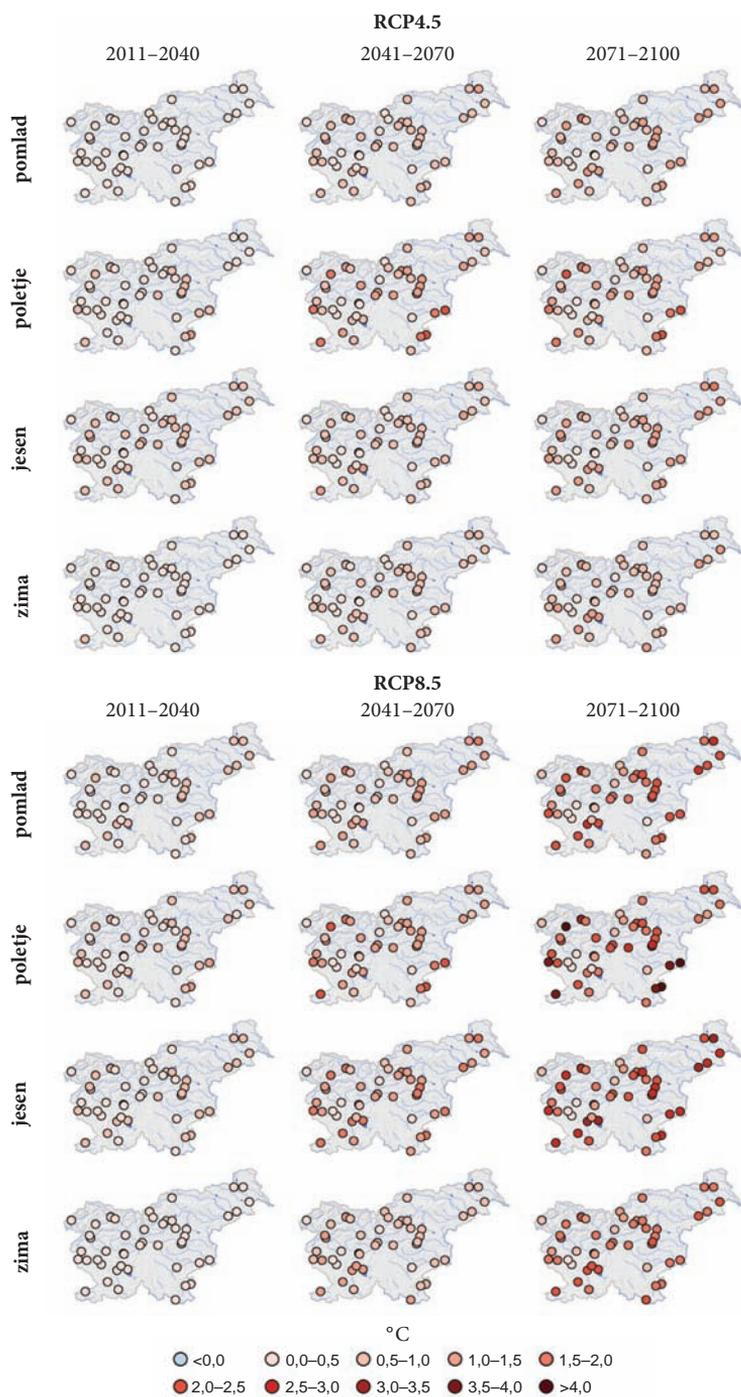 RCP4.5
2011–2040 2041–2070 2071–2100
pomlad
poletje
jesen
zima
RCP8.5
2011–2040 2041–2070 2071–2100
pomlad
poletje
jesen
zima
°C
<0,0 0,0–0,5 0,5–1,0 1,0–1,5 1,5–2,0
2,0–2,5 2,5–3,0 3,0–3,5 3,5–4,0 >4,0